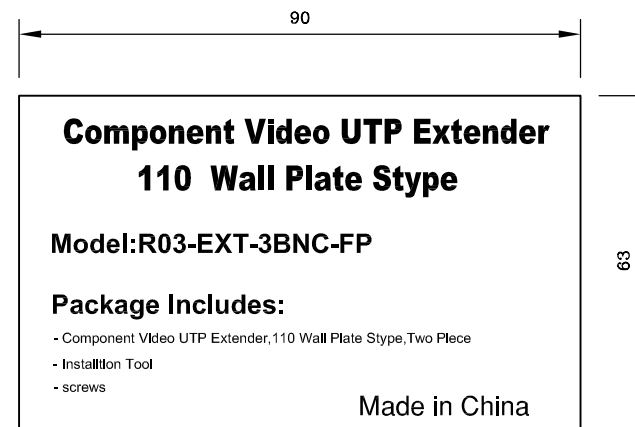 90
Component Video UTP Extender
110 Wall Plate Stype
Model:R03-EXT-3BNC-FP
63
Package Includes:
- Component Video UTP Extender,110 Wall Plate Stype,Two Piece
- Installtion Tool
- screws
Made in China